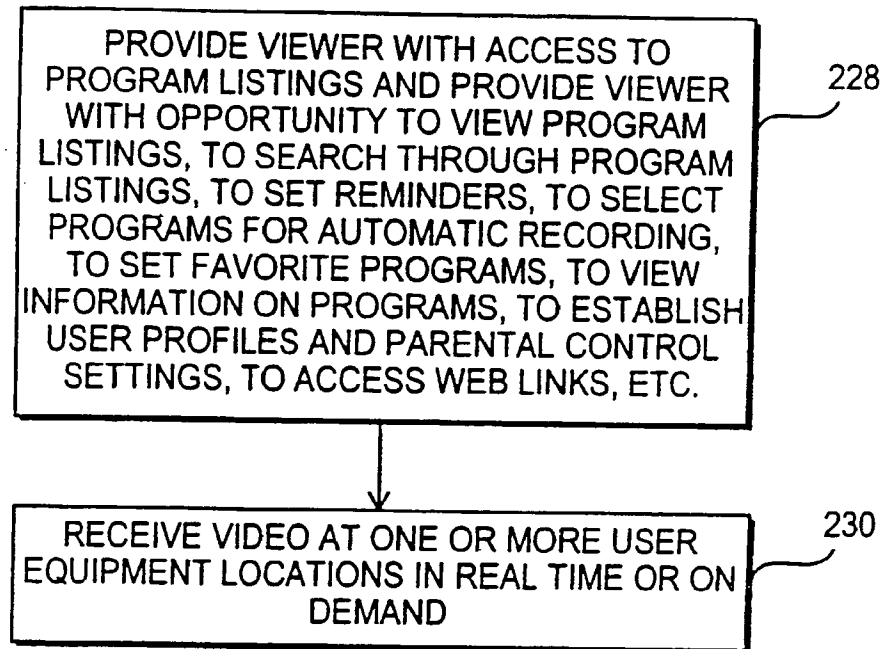 PROVIDE VIEWER WITH ACCESS TO
PROGRAM LISTINGS AND PROVIDE VIEWER
WITH OPPORTUNITY TO VIEW PROGRAM
LISTINGS, TO SEARCH THROUGH PROGRAM
LISTINGS, TO SET REMINDERS, TO SELECT
PROGRAMS FOR AUTOMATIC RECORDING,
TO SET FAVORITE PROGRAMS, TO VIEW
INFORMATION ON PROGRAMS, TO ESTABLISH
USER PROFILES AND PARENTAL CONTROL
SETTINGS, TO ACCESS WEB LINKS, ETC.
228
RECEIVE VIDEO AT ONE OR MORE USER
EQUIPMENT LOCATIONS IN REAL TIME OR ON
DEMAND
230